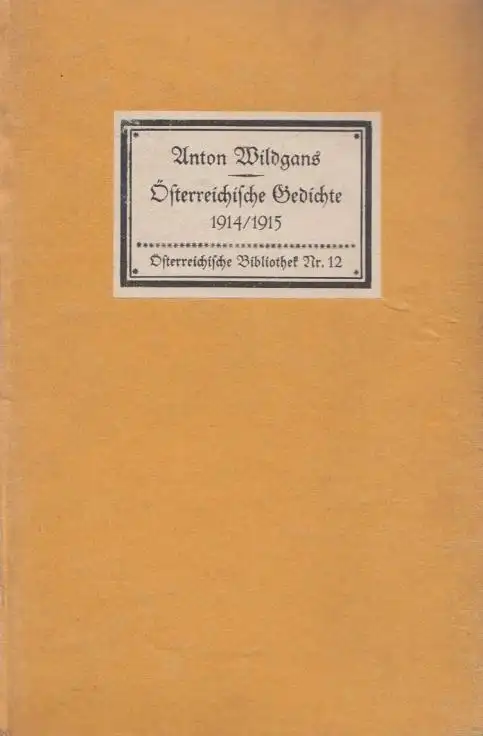 Anton Wildgans
Österreichische Gedichte
1914/1915
Österreichische Bibliothek Nr. 12